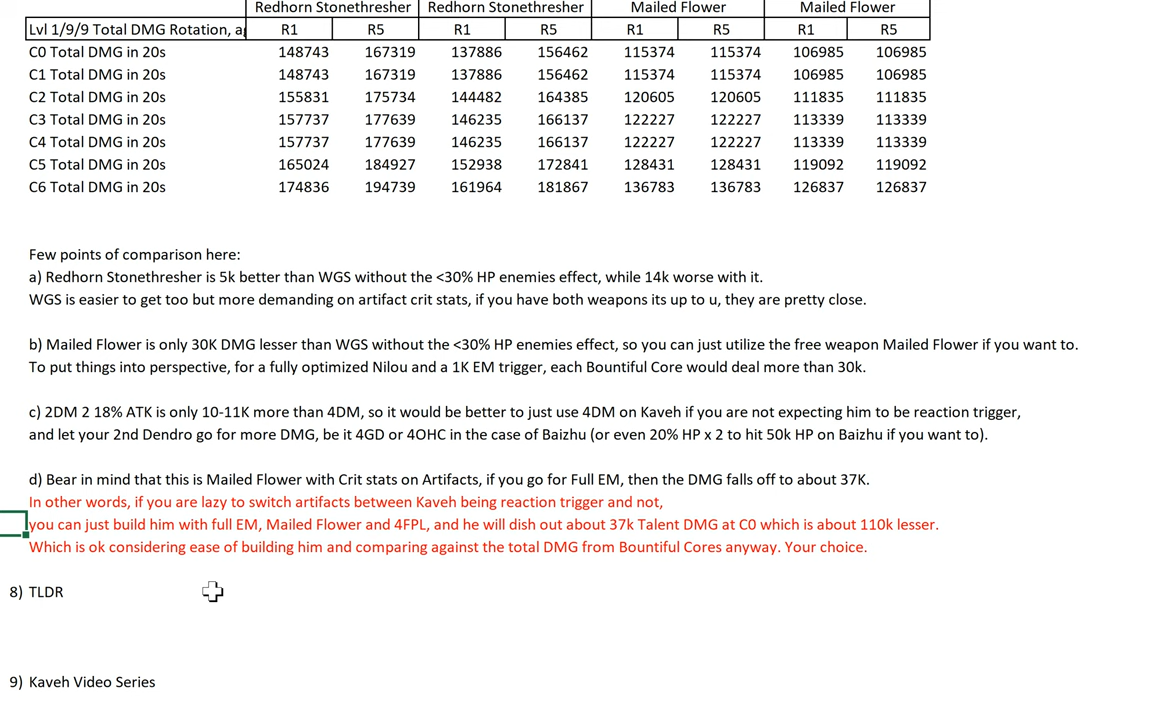 Redhorn Stonethresher Redhorn Stonethresher Mailed Flower Mailed Flower
Lvl 1/9/9 Total DMG Rotation, R1 R5 R1 R5 R1 R5 R1 R5
C0 Total DMG in 20s 148743 167319 137886 156462 115374 115374 106985 106985
C1 Total DMG in 20s 148743 167319 137886 156462 115374 115374 106985 106985
C2 Total DMG in 20s 155831 175734 144482 164385 120605 120605 111835 111835
C3 Total DMG in 20s 157737 177639 146235 166137 122227 122227 113339 113339
C4 Total DMG in 20s 157737 177639 146235 166137 122227 122227 113339 113339
C5 Total DMG in 20s 165024 184927 152938 172841 128431 128431 119092 119092
C6 Total DMG in 20s 174836 194739 161964 181867 136783 136783 126837 126837
Few points of comparison here:
a) Redhorn Stonethresher is 5k better than WGS without the <30% HP enemies effect, while 14k worse with it.
WGS is easier to get too but more demanding on artifact crit stats, if you have both weapons its up to u, they are pretty close.
b) Mailed Flower is only 30K DMG lesser than WGS without the <30% HP enemies effect, so you can just utilize the free weapon Mailed Flower if you want to.
To put things into perspective, for a fully optimized Nilou and a 1K EM trigger, each Bountiful Core would deal more than 30k.
c) 2DM 2 18% ATK is only 10-11K more than 4DM, so it would be better to just use 4DM on Kaveh if you are not expecting him to be reaction trigger,
and let your 2nd Dendro go for more DMG, be it 4GD or 4OHC in the case of Baizhu (or even 20% HP x 2 to hit 50k HP on Baizhu if you want to).
d) Bear in mind that this is Mailed Flower with Crit stats on Artifacts, if you go for Full EM, then the DMG falls off to about 37K.
In other words, if you are lazy to switch artifacts between Kaveh being reaction trigger and not,
you can just build him with full EM, Mailed Flower and 4FPL, and he will dish out about 37k Talent DMG at C0 which is about 110k lesser.
Which is ok considering ease of building him and comparing against the total DMG from Bountiful Cores anyway. Your choice.
8) TLDR
9) Kaveh Video Series